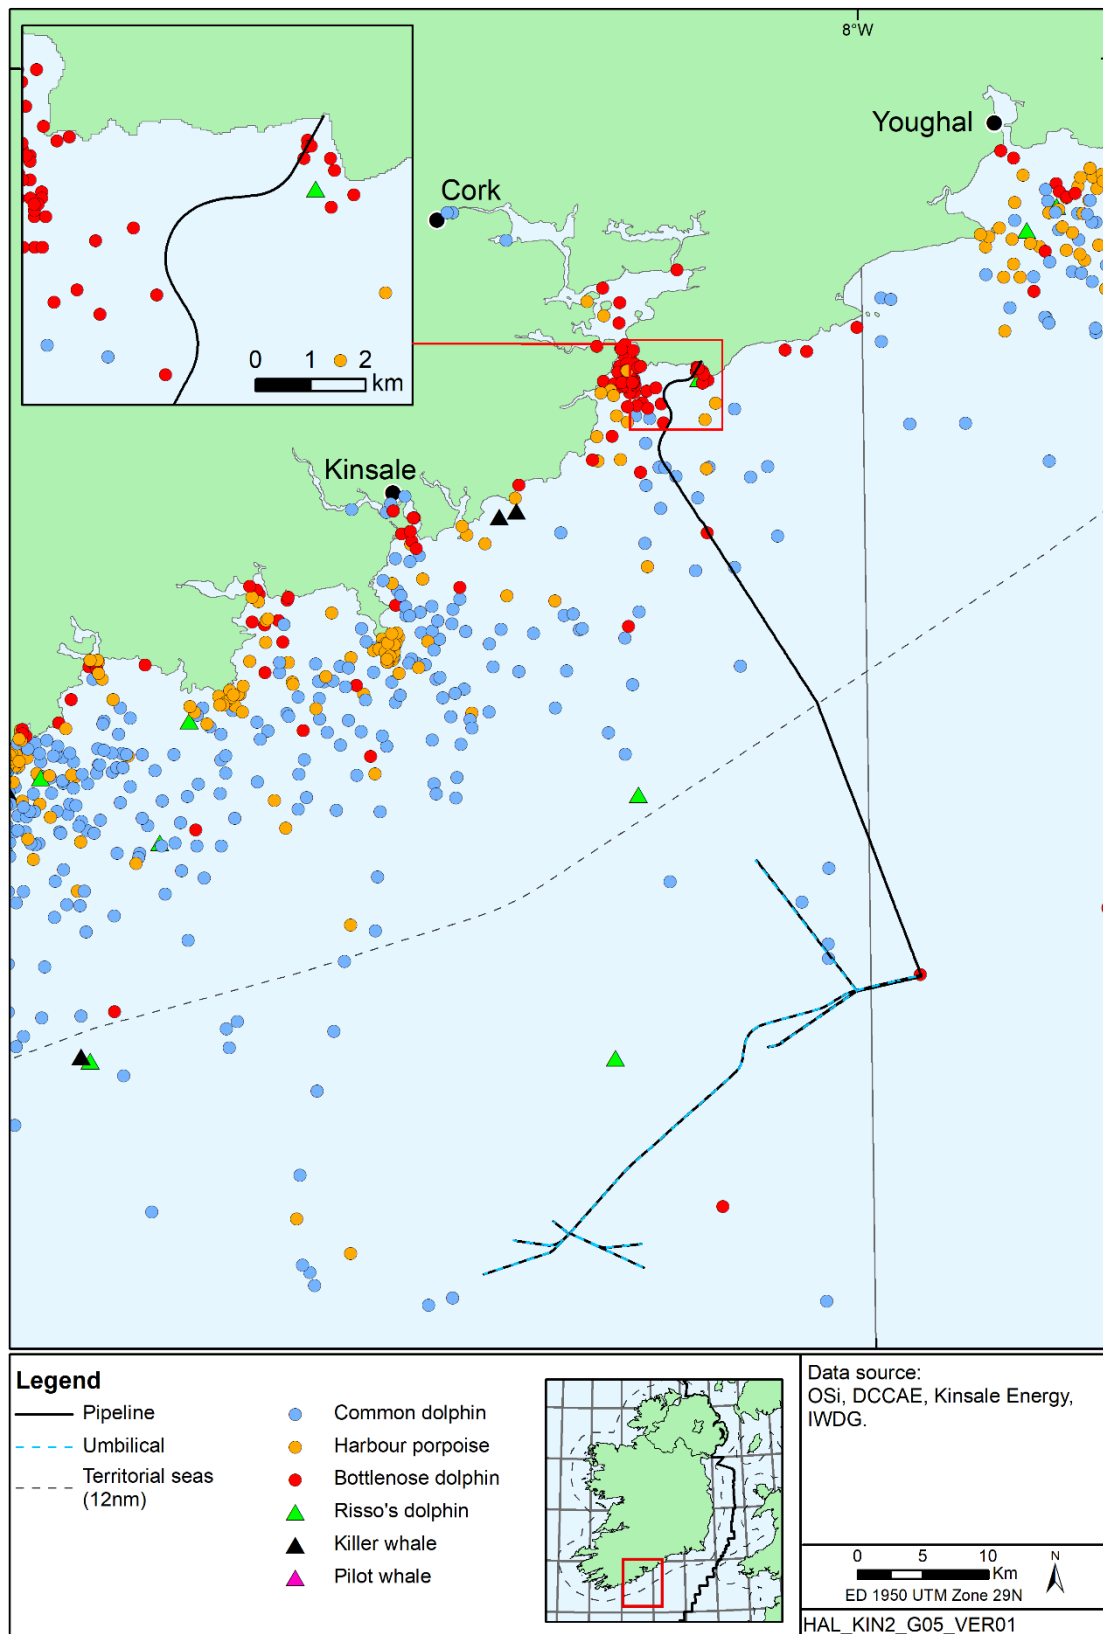 8°W
Youghal
Cork
0 1 2
km
Kinsale
Legend
Pipeline
Umbilical
Territorial seas
(12nm)
Common dolphin
Harbour porpoise
Bottlenose dolphin
Risso's dolphin
Killer whale
Pilot whale
Data source:
OSi, DCCAE, Kinsale Energy,
IWDG.
0 5 10
Km
N
ED 1950 UTM Zone 29N
HAL_KIN2_G05_VER01